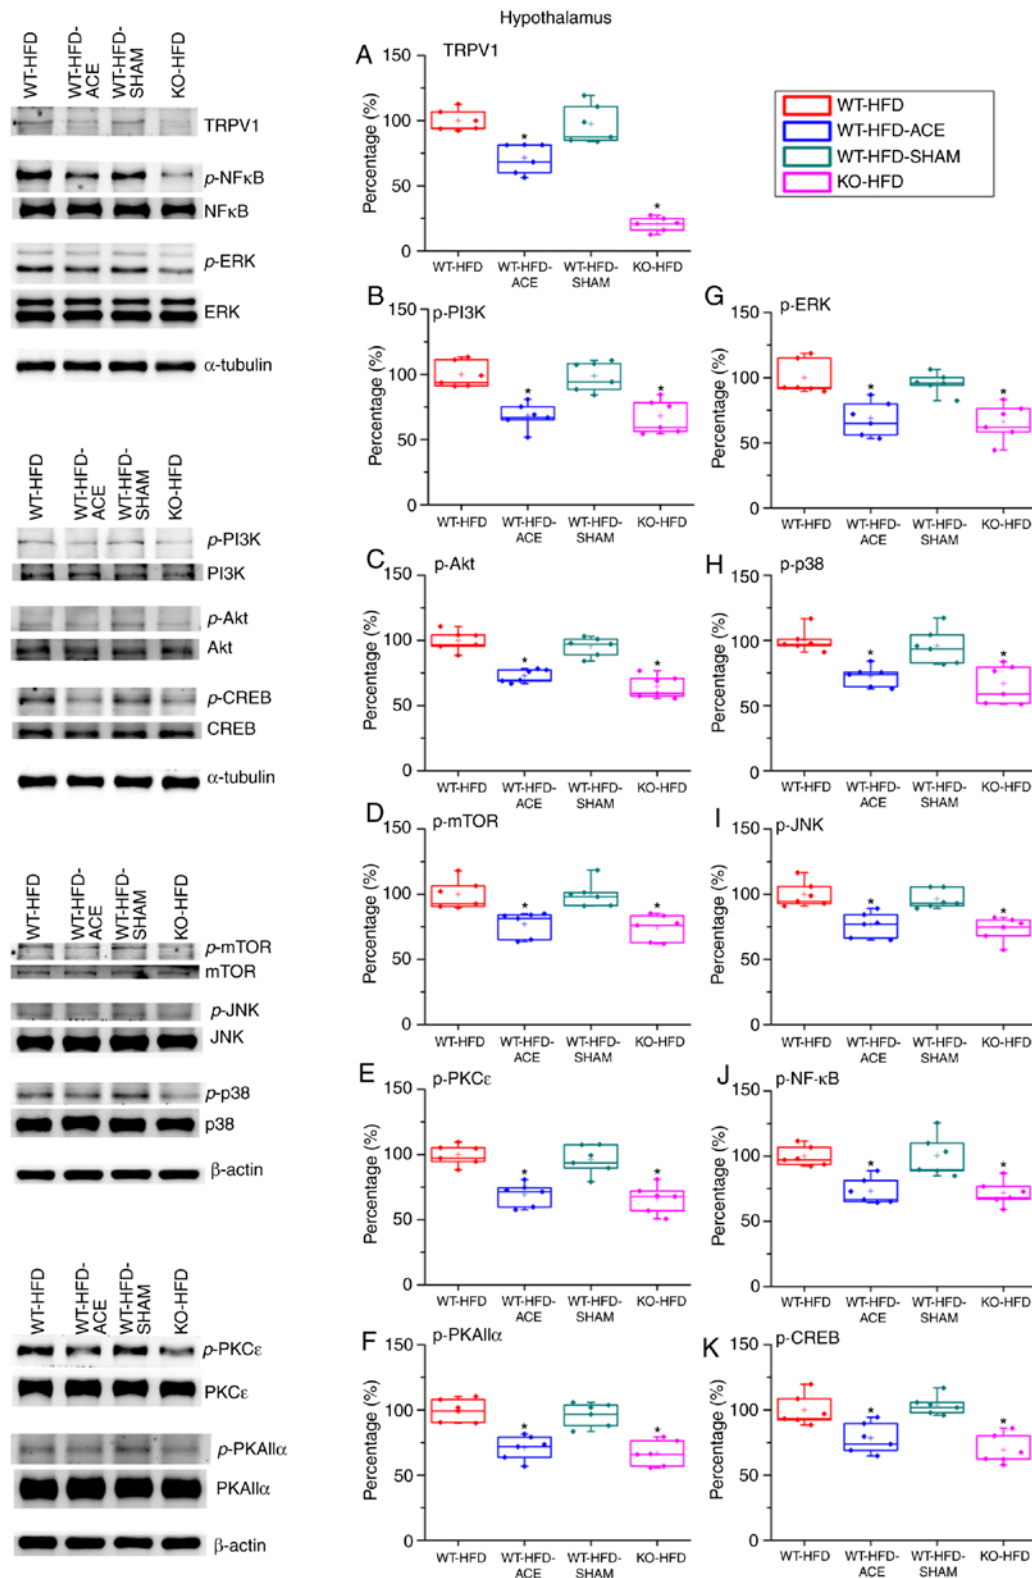 Hypothalamus
WT-HFD
WT-HFD-
ACE
WT-HFD-
SHAM
KO-HFD
TRPV1
p-NFκB
NFκB
p-ERK
ERK
α-tubulin
WT-HFD
WT-HFD-
ACE
WT-HFD-
SHAM
KO-HFD
p-PI3K
PI3K
p-Akt
Akt
p-CREB
CREB
α-tubulin
WT-HFD
WT-HFD-
ACE
WT-HFD-
SHAM
KO-HFD
p-mTOR
mTOR
p-JNK
JNK
p-p38
p38
β-actin
WT-HFD
WT-HFD-
ACE
WT-HFD-
SHAM
KO-HFD
p-PKCε
PKCε
p-PKAIIα
PKAIIα
β-actin
A
TRPV1
Percentage (%)
150
100
50
0
* *
WT-HFD WT-HFD- WT-HFD- KO-HFD
ACE SHAM
WT-HFD
WT-HFD-ACE
WT-HFD-SHAM
KO-HFD
B
p-PI3K
Percentage (%)
150
100
50
0
* *
WT-HFD WT-HFD- WT-HFD- KO-HFD
ACE SHAM
G
p-ERK
Percentage (%)
150
100
50
0
* *
WT-HFD WT-HFD- WT-HFD- KO-HFD
ACE SHAM
C
p-Akt
Percentage (%)
150
100
50
0
* *
WT-HFD WT-HFD- WT-HFD- KO-HFD
ACE SHAM
H
p-p38
Percentage (%)
150
100
50
0
* *
WT-HFD WT-HFD- WT-HFD- KO-HFD
ACE SHAM
D
p-mTOR
Percentage (%)
150
100
50
0
* *
WT-HFD WT-HFD- WT-HFD- KO-HFD
ACE SHAM
I
p-JNK
Percentage (%)
150
100
50
0
* *
WT-HFD WT-HFD- WT-HFD- KO-HFD
ACE SHAM
E
p-PKCε
Percentage (%)
150
100
50
0
* *
WT-HFD WT-HFD- WT-HFD- KO-HFD
ACE SHAM
J
p-NF-κB
Percentage (%)
150
100
50
0
* *
WT-HFD WT-HFD- WT-HFD- KO-HFD
ACE SHAM
F
p-PKAIIα
Percentage (%)
150
100
50
0
* *
WT-HFD WT-HFD- WT-HFD- KO-HFD
ACE SHAM
K
p-CREB
Percentage (%)
150
100
50
0
* *
WT-HFD WT-HFD- WT-HFD- KO-HFD
ACE SHAM